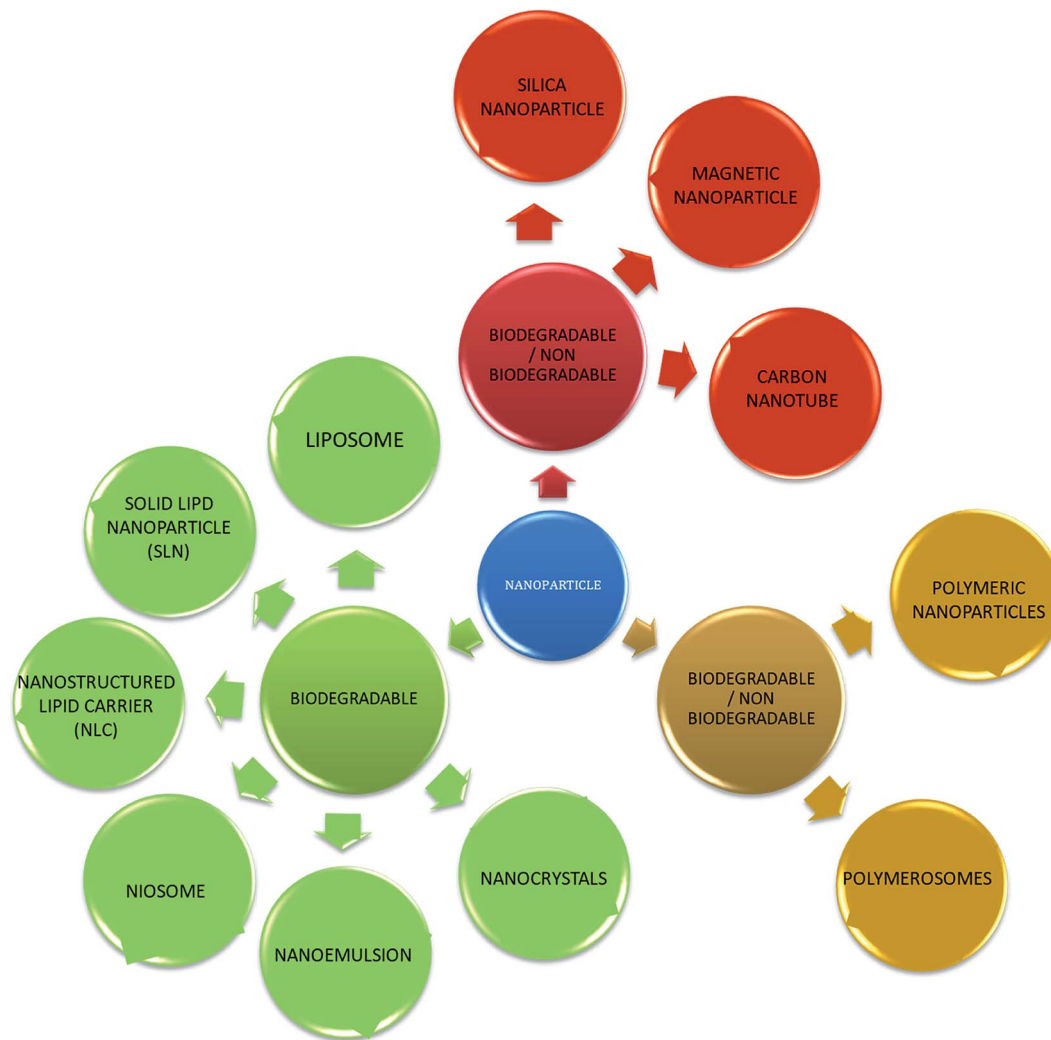 SILICA
NANOPARTICLE
MAGNETIC
NANOPARTICLE
BIODEGRADABLE
/ NON
BIODEGRADABLE
CARBON
NANOTUBE
LIPOSOME
SOLID LIPD
NANOPARTICLE
(SLN)
NANOPARTICLE
POLYMERIC
NANOPARTICLES
NANOSTRUCTURED
LIPID CARRIER
(NLC)
BIODEGRADABLE
BIODEGRADABLE
/ NON
BIODEGRADABLE
NIOSOME
NANOEMULSION
NANOCRYSTALS
POLYMEROSOMES